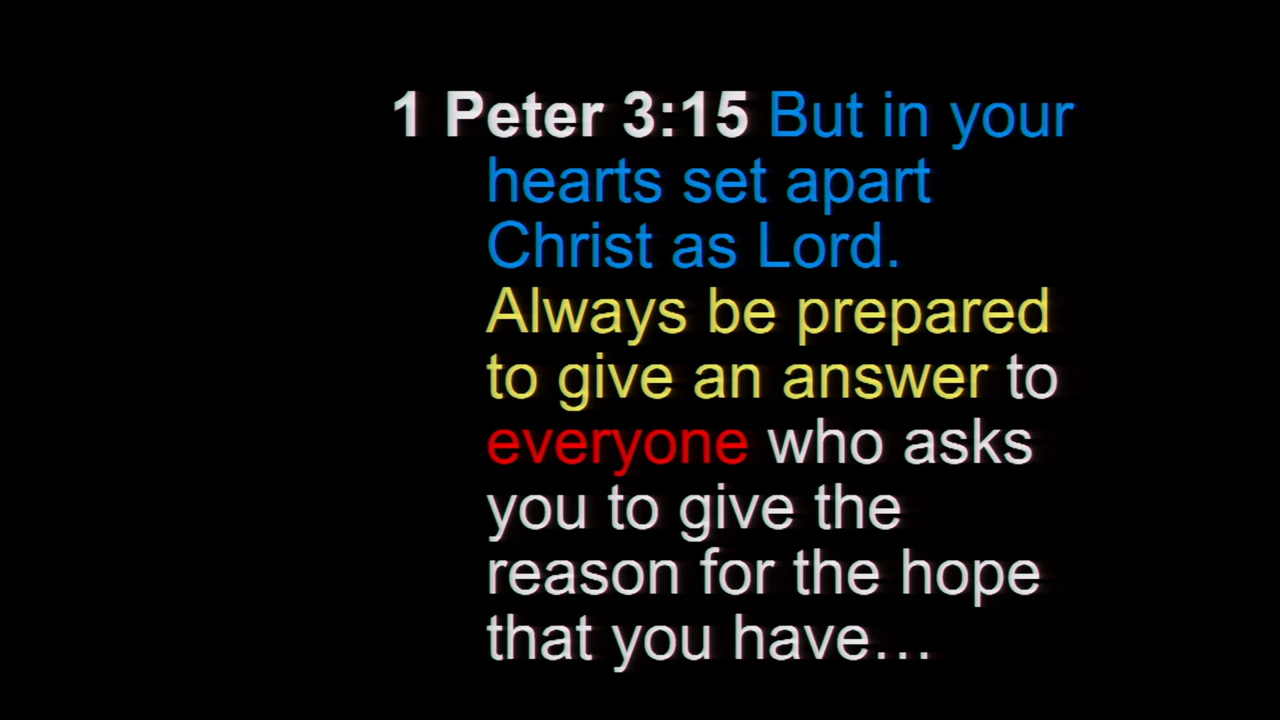 1 Peter 3:15 But in your
hearts set apart
Christ as Lord.
Always be prepared
to give an answer to
everyone who asks
you to give the
reason for the hope
that you have…